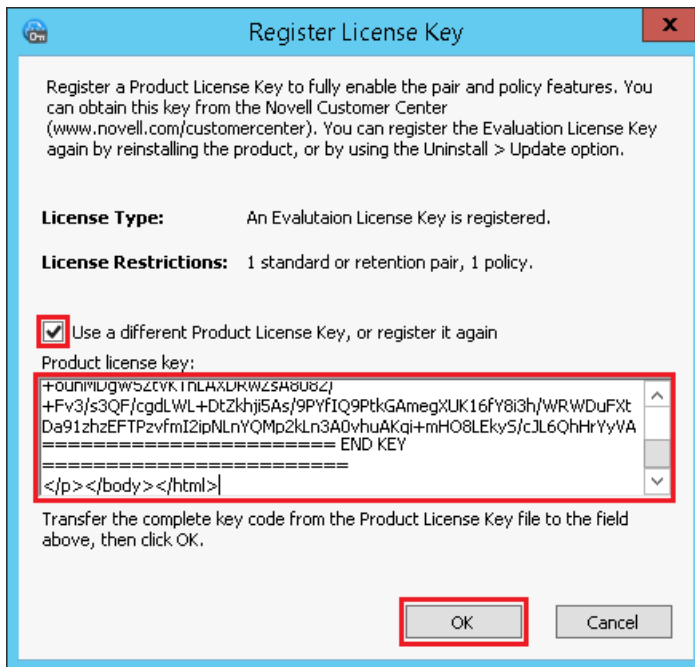 Register License Key
x
Register a Product License Key to fully enable the pair and policy features. You
can obtain this key from the Novell Customer Center
(www.novell.com/customercenter). You can register the Evaluation License Key
again by reinstalling the product, or by using the Uninstall > Update option.
License Type: An Evalutaion License Key is registered.
License Restrictions: 1 standard or retention pair, 1 policy.
Use a different Product License Key, or register it again
Product license key:
+Fv3/s3QF/cgdLWL+DtZkhji5As/9PYfIQ9PtkGAmegXUK16fY8i3h/WRWDuFXt
Da91zhzEFTPzvfmI2ipNLnYQMp2kLn3A0vhuAKqi+mHO8LEkyS/cJL6QhHrYyVA
======================== END KEY
=========================
</p></body></html>
Transfer the complete key code from the Product License Key file to the field
above, then click OK.
OK Cancel